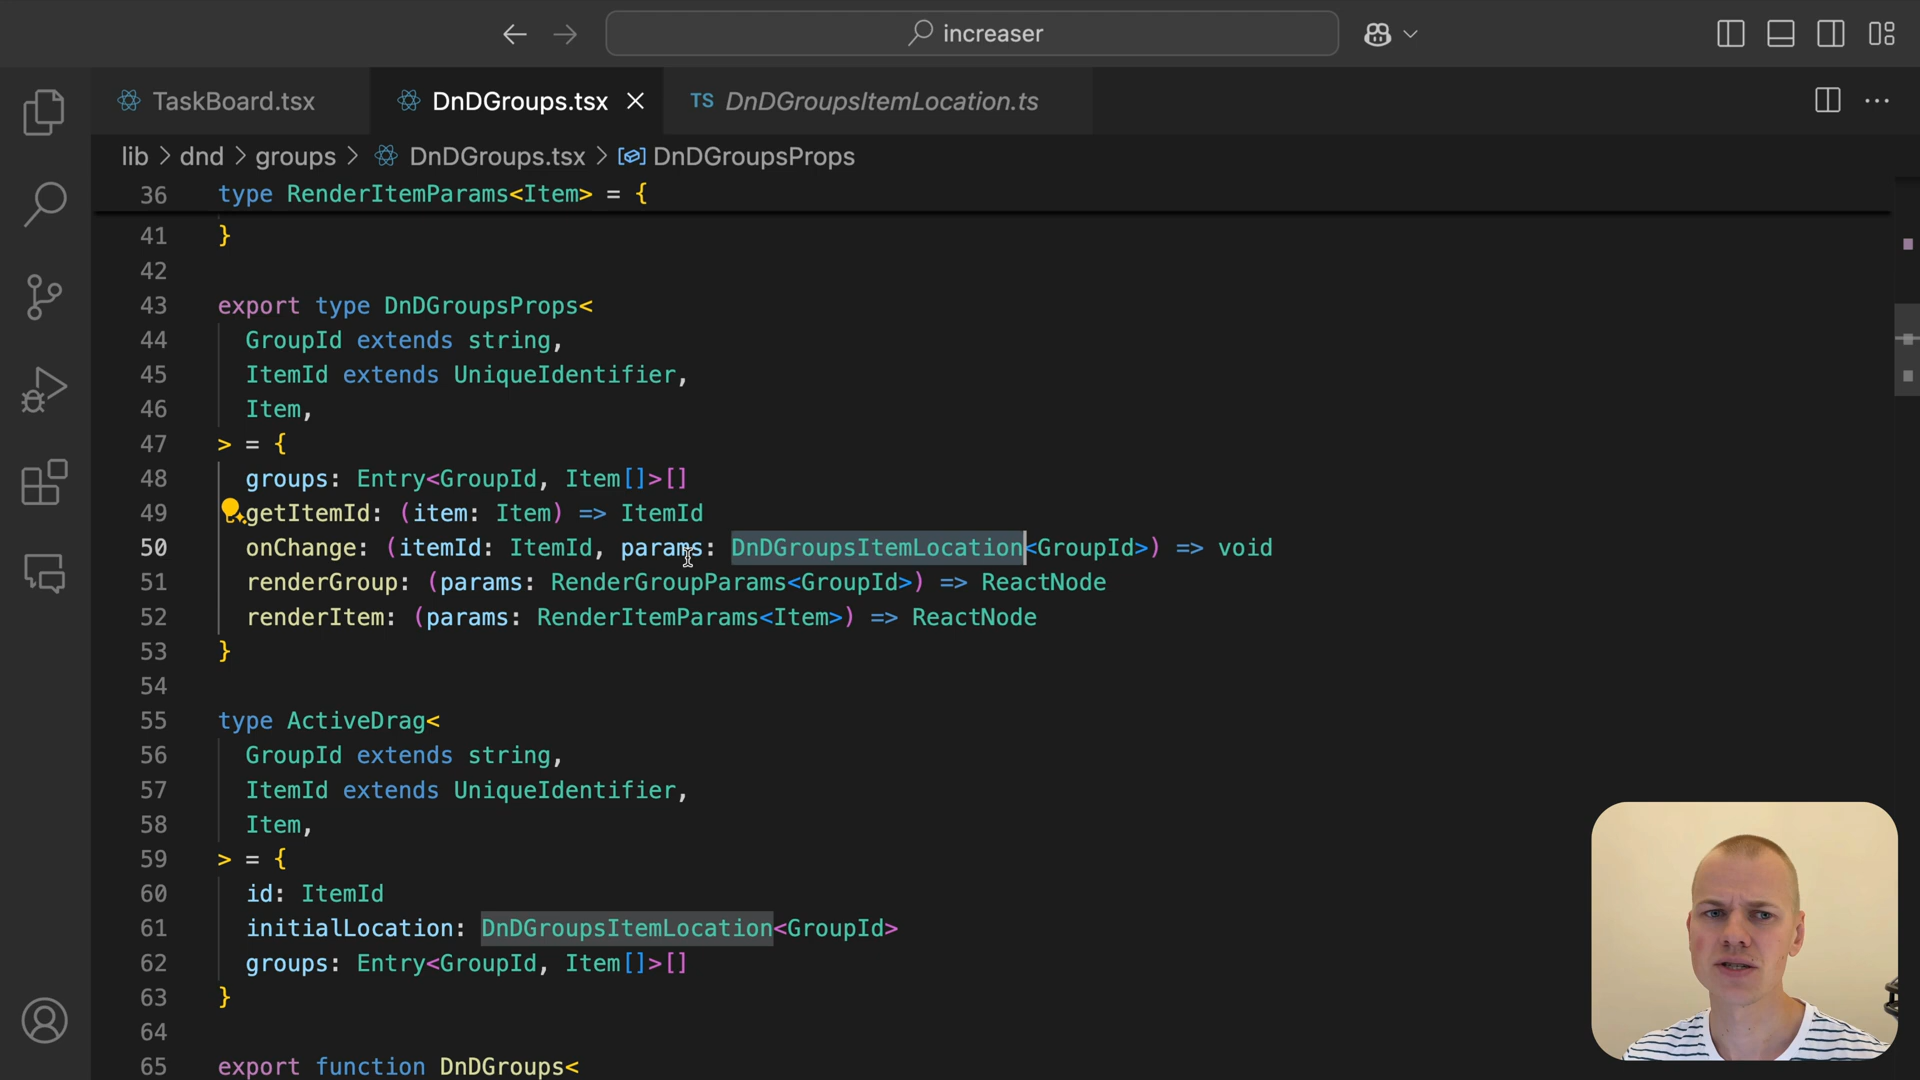 increaser
TaskBoard.tsx
DnDGroups.tsx
TS DnDGroupsItemLocation.ts
lib > dnd > groups > DnDGroups.tsx > DnDGroupsProps
36 type RenderItemParams<Item> = {
41 }
42
43 export type DnDGroupsProps<
44 GroupId extends string,
45 ItemId extends UniqueIdentifier,
46 Item,
47 > = {
48 groups: Entry<GroupId, Item[]>[]
49 getItemId: (item: Item) => ItemId
50 onChange: (itemId: ItemId, params: DnDGroupsItemLocation<GroupId>) => void
51 renderGroup: (params: RenderGroupParams<GroupId>) => ReactNode
52 renderItem: (params: RenderItemParams<Item>) => ReactNode
53 }
54
55 type ActiveDrag<
56 GroupId extends string,
57 ItemId extends UniqueIdentifier,
58 Item,
59 > = {
60 id: ItemId
61 initialLocation: DnDGroupsItemLocation<GroupId>
62 groups: Entry<GroupId, Item[]>[]
63 }
64
65 export function DnDGroups<